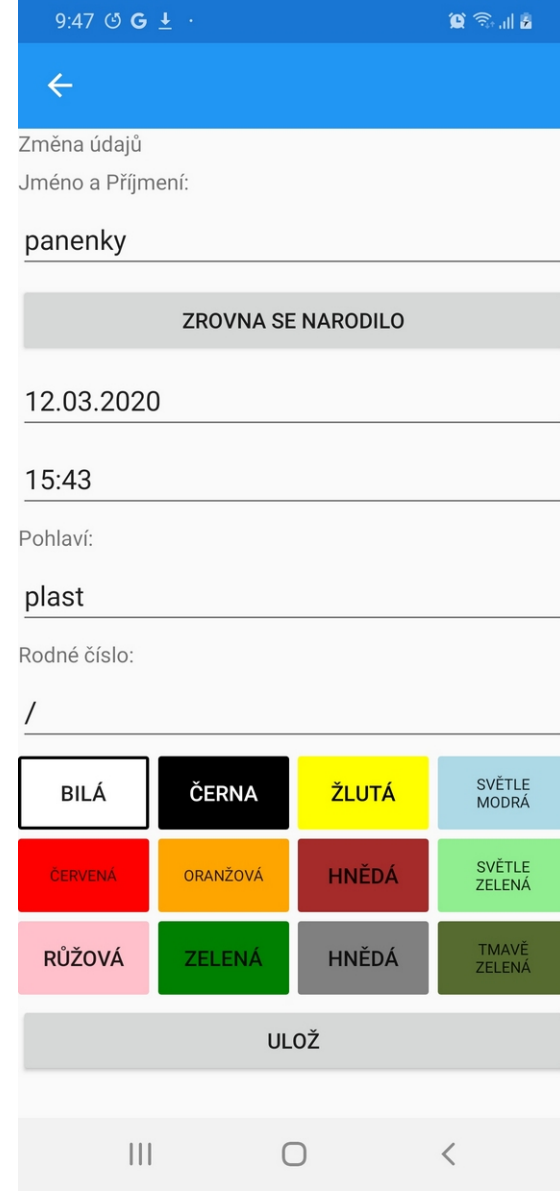 9:47 G
Změna údajů
Jméno a Příjmení:
panenky
ZROVNA SE NARODILO
12.03.2020
15:43
Pohlaví:
plast
Rodné číslo:
/
BILÁ ČERNA ŽLUTÁ SVĚTLE
MODRÁ
ČERVENÁ ORANŽOVÁ HNĚDÁ SVĚTLE
ZELENÁ
RŮŽOVÁ ZELENÁ HNĚDÁ TMAVĚ
ZELENÁ
ULOŽ